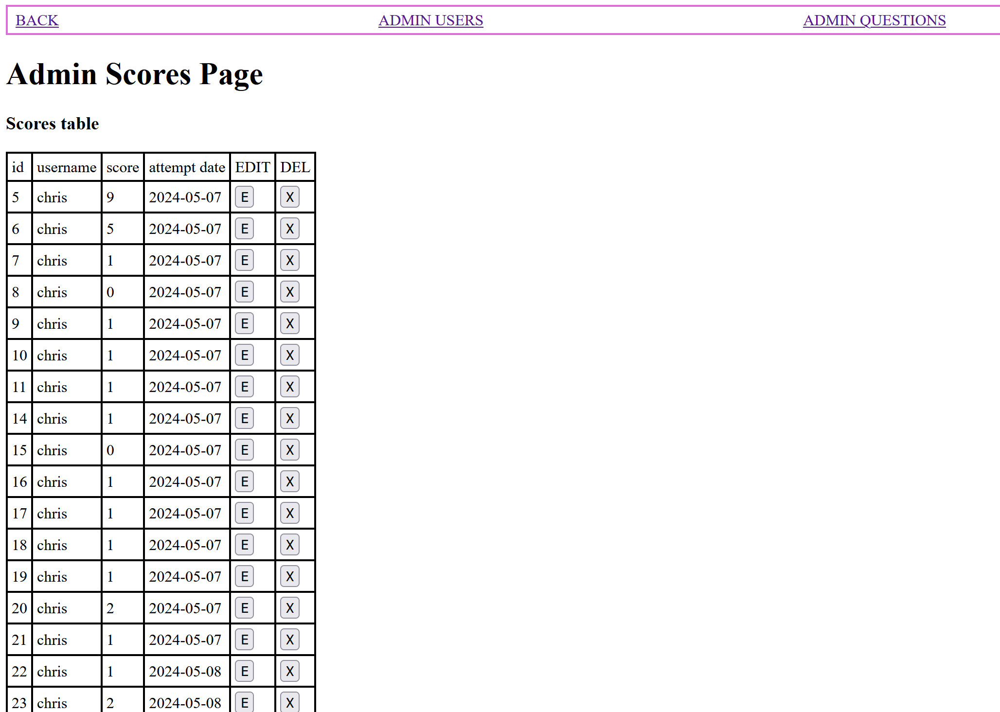 BACK ADMIN USERS ADMIN QUESTIONS
Admin Scores Page
Scores table
id username score attempt date EDIT DEL
5 chris 9 2024-05-07 E X
6 chris 5 2024-05-07 E X
7 chris 1 2024-05-07 E X
8 chris 0 2024-05-07 E X
9 chris 1 2024-05-07 E X
10 chris 1 2024-05-07 E X
11 chris 1 2024-05-07 E X
14 chris 1 2024-05-07 E X
15 chris 0 2024-05-07 E X
16 chris 1 2024-05-07 E X
17 chris 1 2024-05-07 E X
18 chris 1 2024-05-07 E X
19 chris 1 2024-05-07 E X
20 chris 2 2024-05-07 E X
21 chris 1 2024-05-07 E X
22 chris 1 2024-05-08 E X
23 chris 2 2024-05-08 E X